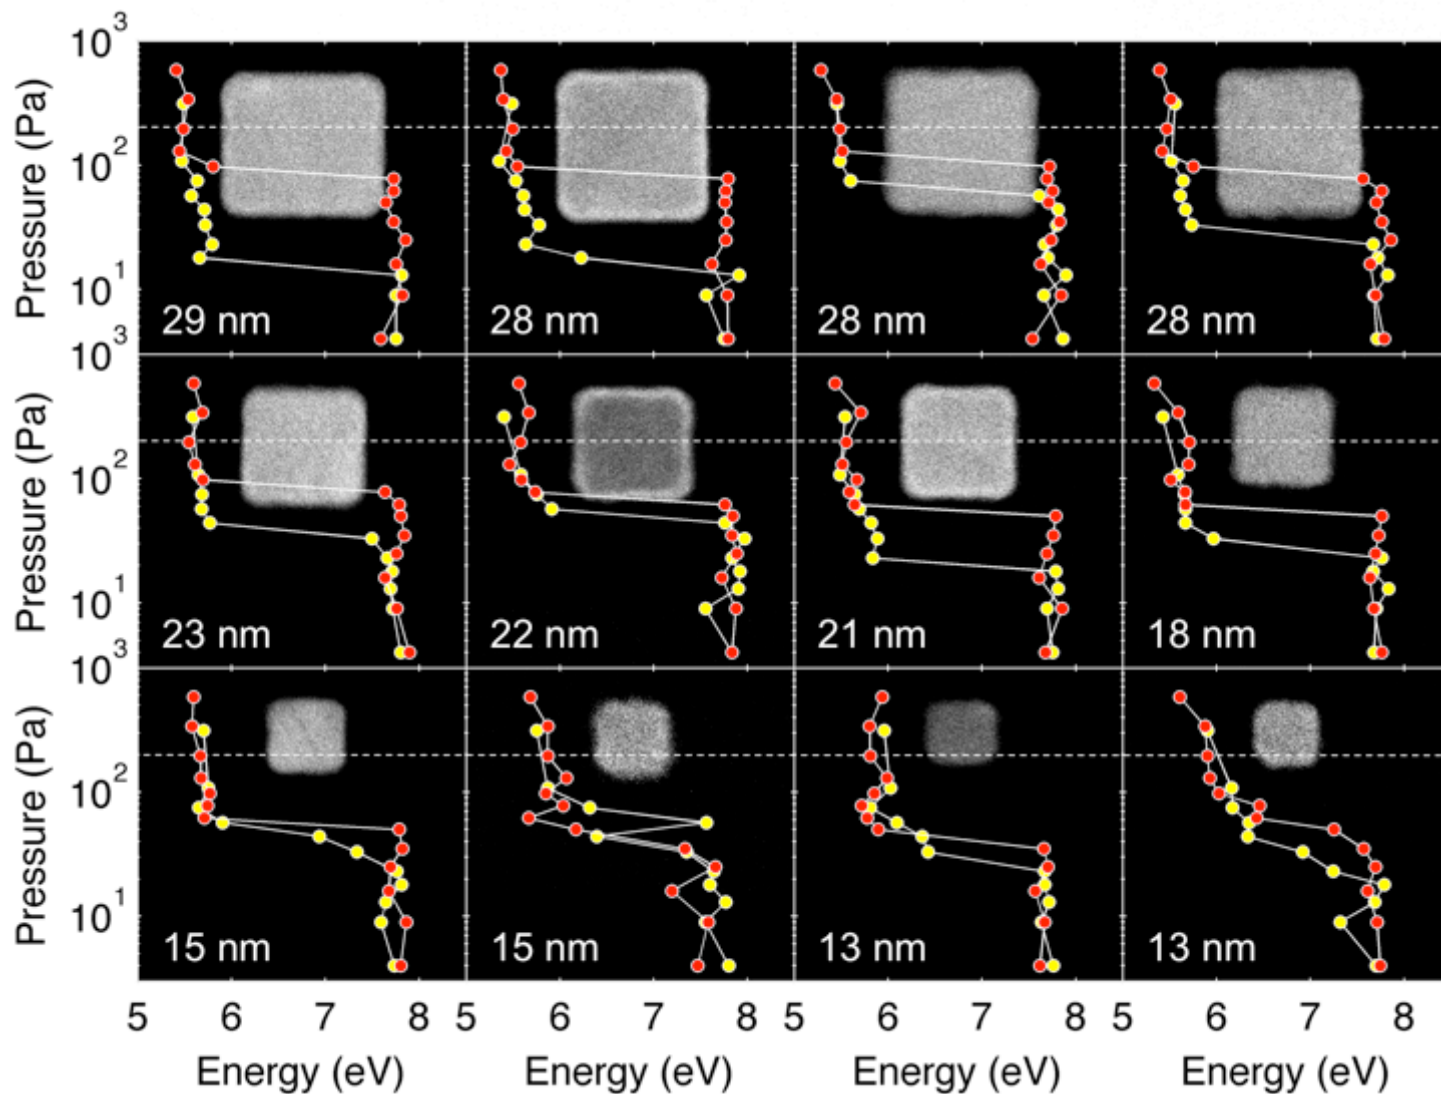 10³
Pressure (Pa)
10²
10¹
29 nm
28 nm
28 nm
28 nm
10³
Pressure (Pa)
10²
10¹
23 nm
22 nm
21 nm
18 nm
10³
Pressure (Pa)
10²
10¹
15 nm
15 nm
13 nm
13 nm
5 6 7 8 5 6 7 8 5 6 7 8 5 6 7 8
Energy (eV) Energy (eV) Energy (eV) Energy (eV)